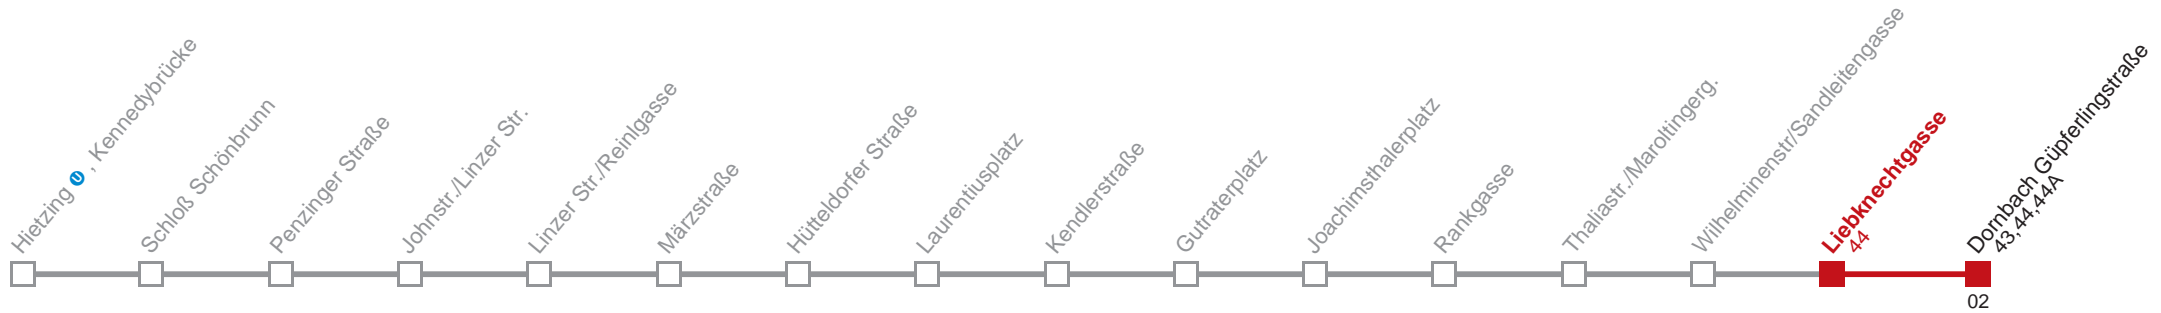 Hietzing U , Kennedybrücke
Schloß Schönbrunn
Penzinger Straße
Johnstr./Linzer Str.
Linzer Str./Reinlgasse
Märzstraße
Hütteldorfer Straße
Laurentiusplatz
Kendlerstraße
Gutraterplatz
Joachimsthalerplatz
Rankgasse
Thaliastr./Maroltingerg.
Wilhelminenstr/Sandleitengasse
Liebknechtgasse
44
Dornbach Güpferlingstraße
43,44,44A
02